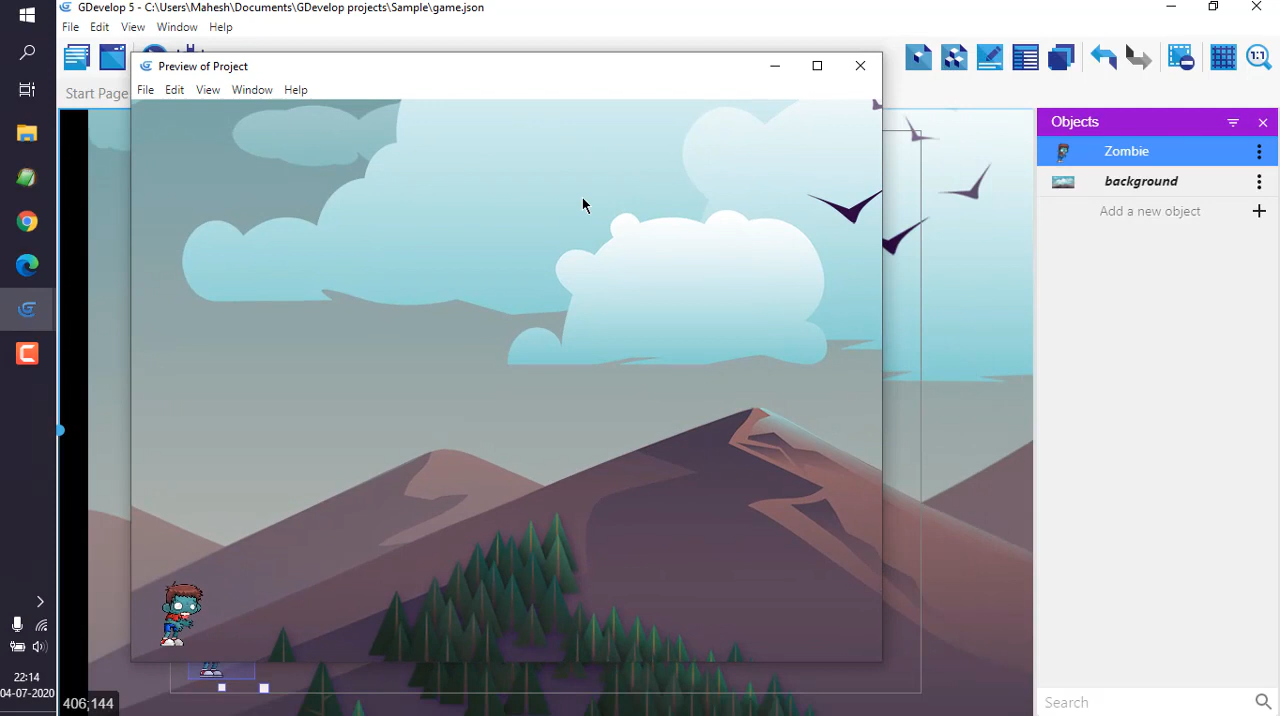 GDevelop 5 - C:\Users\Mahesh\Documents\GDevelop projects\Sample\game.json
File Edit View Window Help
Preview of Project
File Edit View Window Help
Start Page
Objects
Zombie
background
Add a new object
1:1
22:14
04-07-2020
406;144
Search